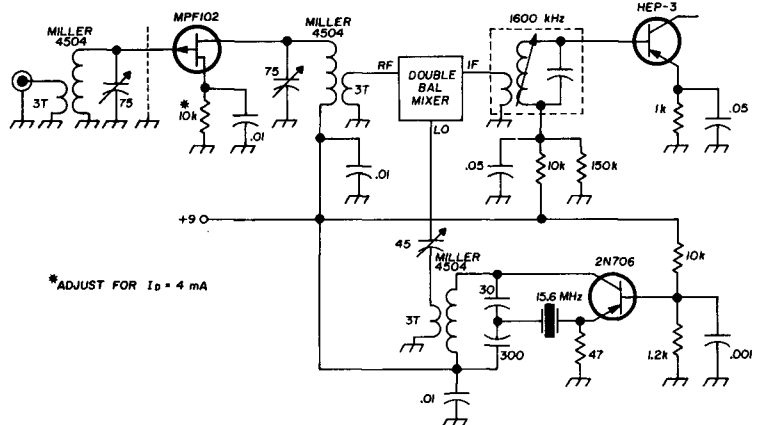 MPF102
MILLER
4504
3T
75
*
10k
.01
MILLER
4504
75
3T
.01
RF
DOUBLE
BAL
MIXER
IF
LO
1600 kHz
HEP-3
1k
.05
.05
10k
150k
+9
*ADJUST FOR ID = 4 mA
45
MILLER
4504
3T
30
300
15.6 MHz
2N706
47
10k
1.2k
.001
.01